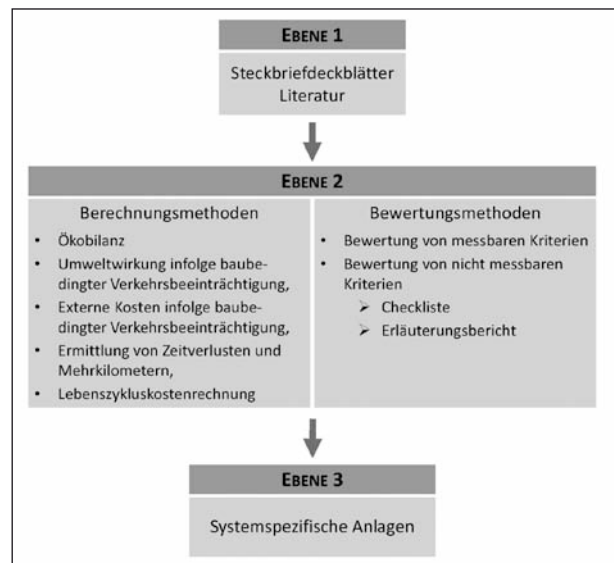 EBENE 1
Steckbriefdeckblätter
Literatur
EBENE 2
Berechnungsmethoden
• Ökobilanz
• Umweltwirkung infolge baube-
dingter Verkehrsbeeinträchtigung,
• Externe Kosten infolge baube-
dingter Verkehrsbeeinträchtigung,
• Ermittlung von Zeitverlusten und
Mehrkilometern,
• Lebenszykluskostenrechnung
Bewertungsmethoden
• Bewertung von messbaren Kriterien
• Bewertung von nicht messbaren
Kriterien
➢ Checkliste
➢ Erläuterungsbericht
EBENE 3
Systemspezifische Anlagen